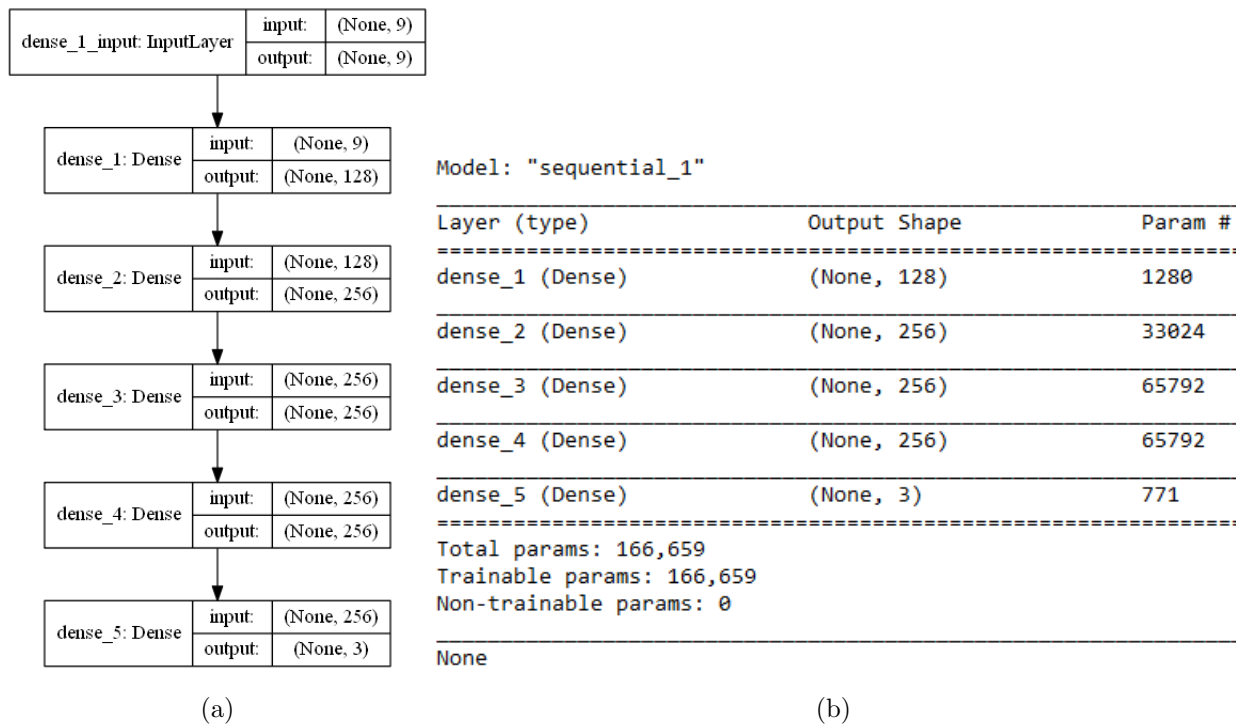 dense_1_input: InputLayer
input: (None, 9)
output: (None, 9)
dense_1: Dense
input: (None, 9)
output: (None, 128)
dense_2: Dense
input: (None, 128)
output: (None, 256)
dense_3: Dense
input: (None, 256)
output: (None, 256)
dense_4: Dense
input: (None, 256)
output: (None, 256)
dense_5: Dense
input: (None, 256)
output: (None, 3)
(a)
Model: "sequential_1"
Layer (type) Output Shape Param #
dense_1 (Dense) (None, 128) 1280
dense_2 (Dense) (None, 256) 33024
dense_3 (Dense) (None, 256) 65792
dense_4 (Dense) (None, 256) 65792
dense_5 (Dense) (None, 3) 771
Total params: 166,659
Trainable params: 166,659
Non-trainable params: 0
None
(b)